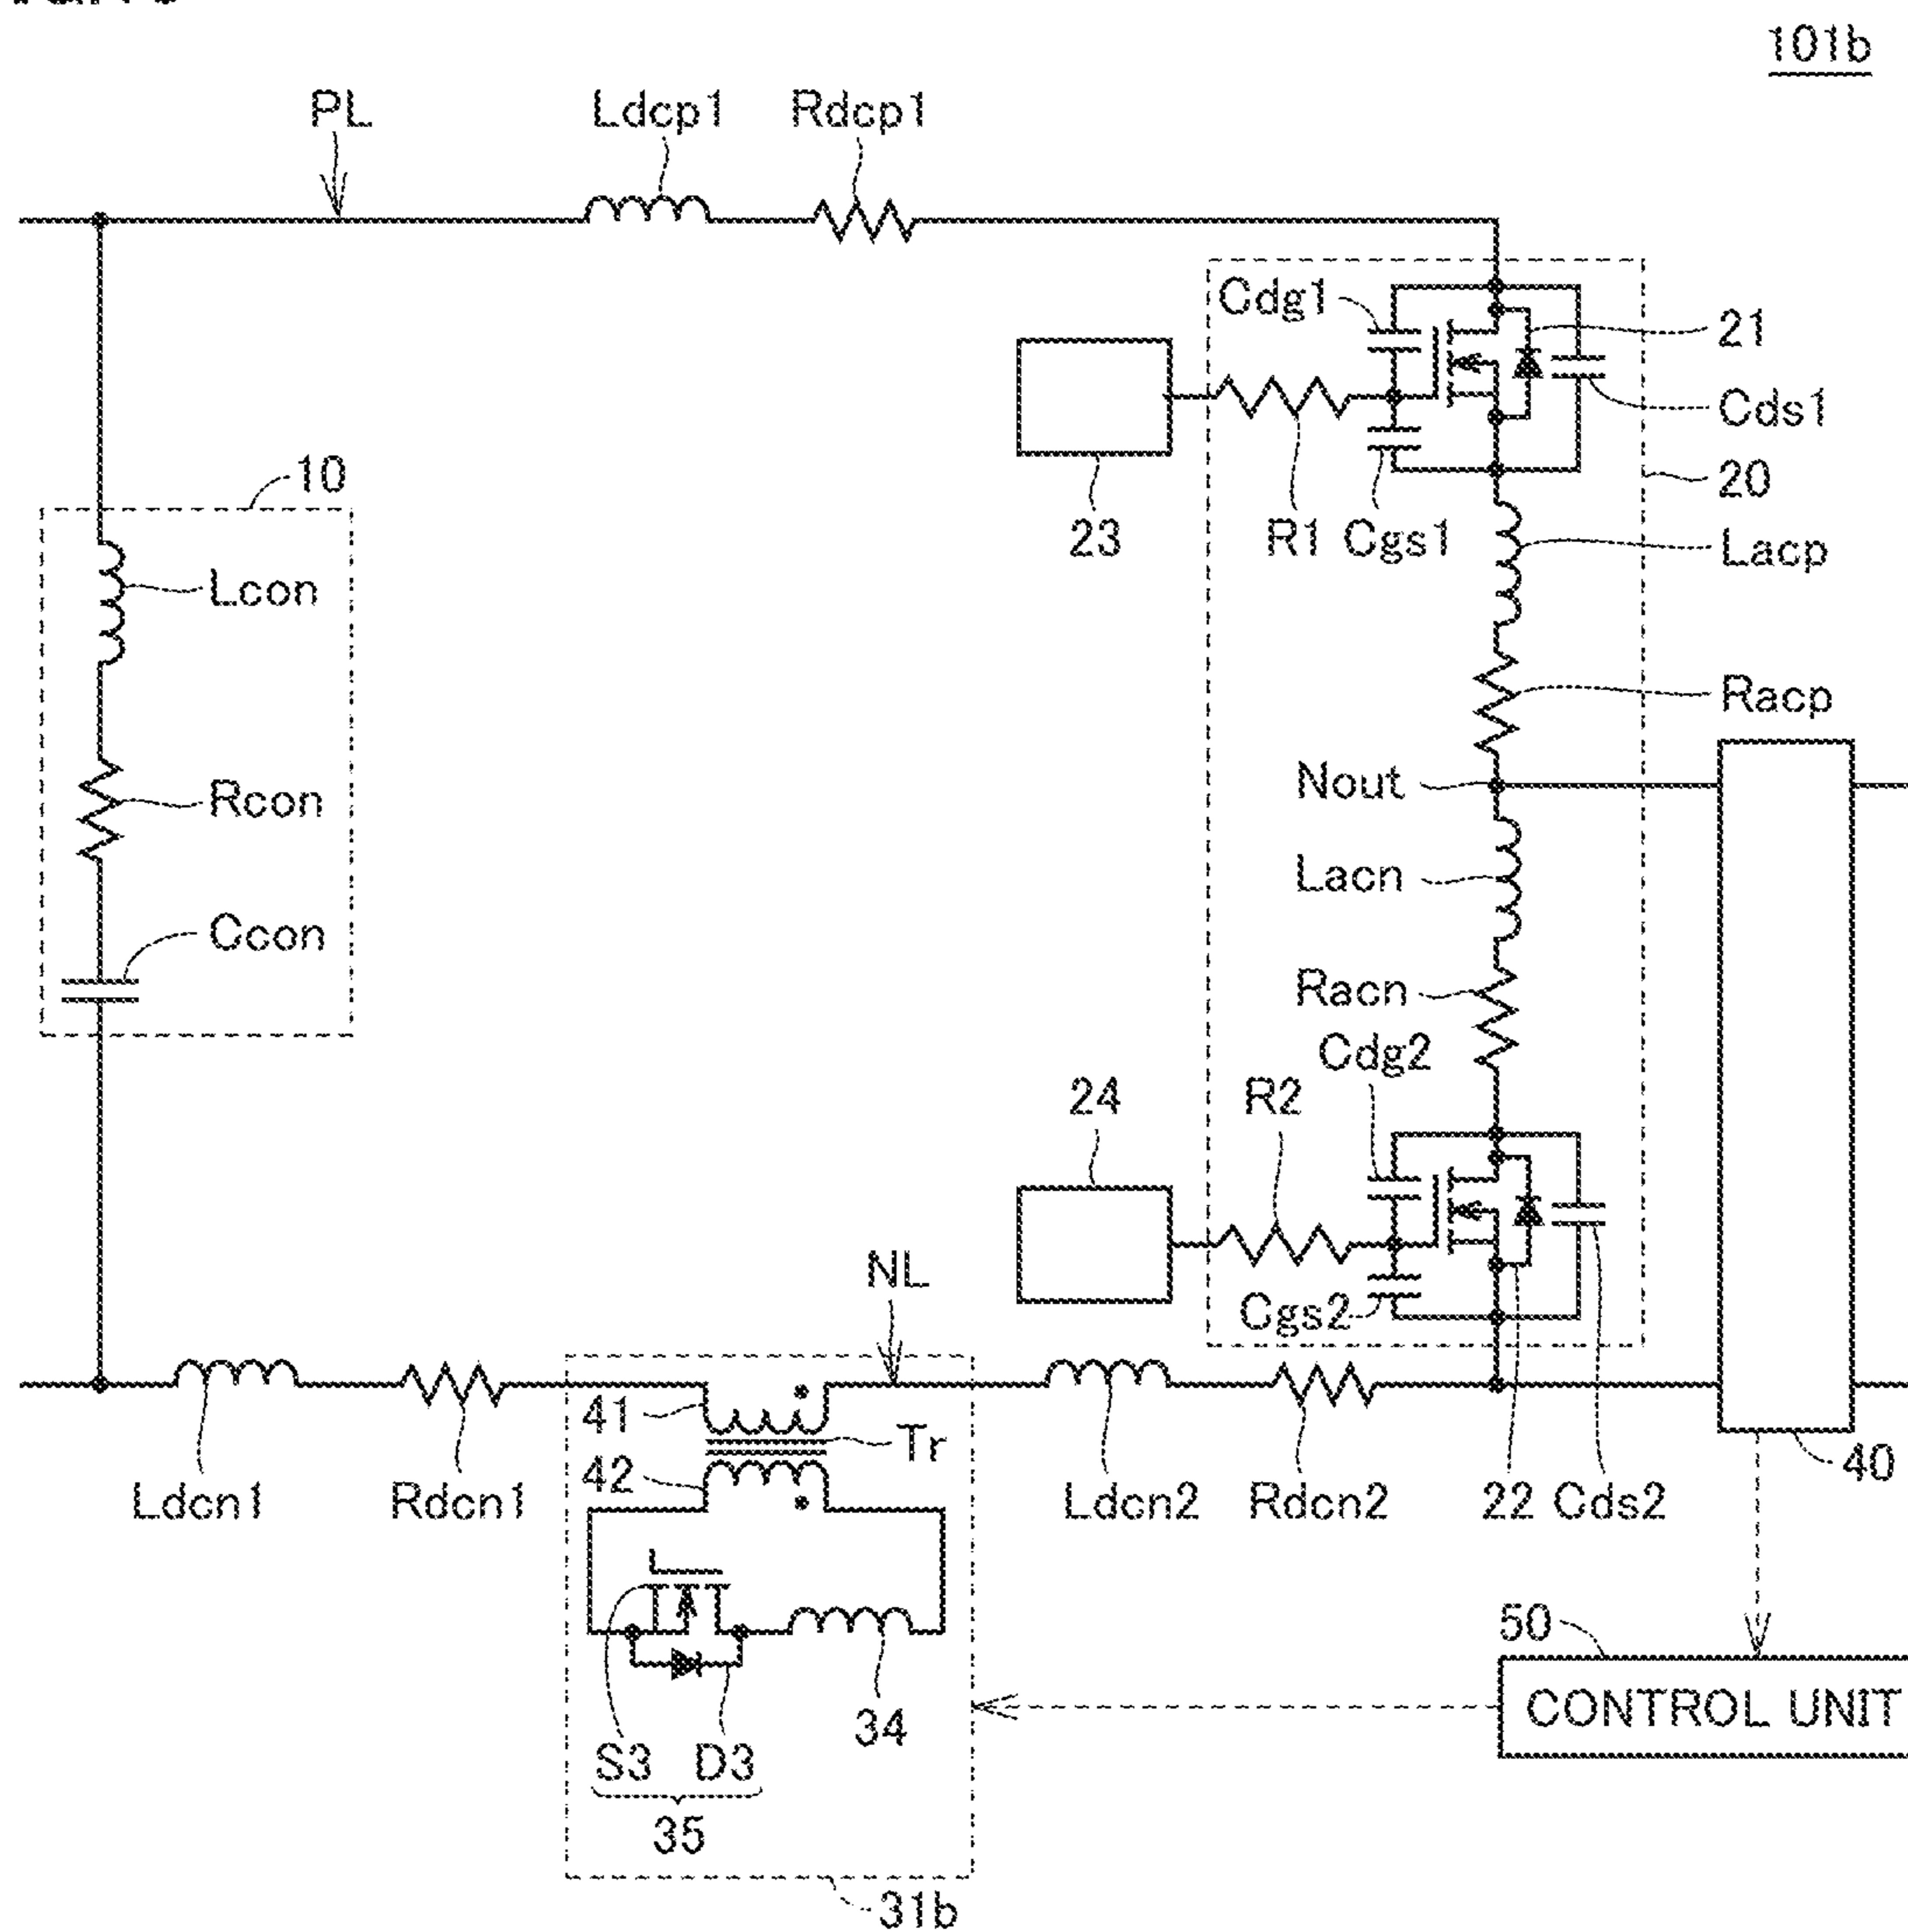 101b
PL
Ldcp1
Rdcp1
Cdg1
21
Cds1
10
20
23
R1
Cgs1
Lacp
Lcon
Racp
Nout
Rcon
Lacn
Ccon
Racn
Cdg2
24
R2
NL
Cgs2
41
Tr
42
40
Ldcn1
Rdcn1
Ldcn2
Rdcn2
22
Cds2
50
CONTROL UNIT
34
S3
D3
35
31b